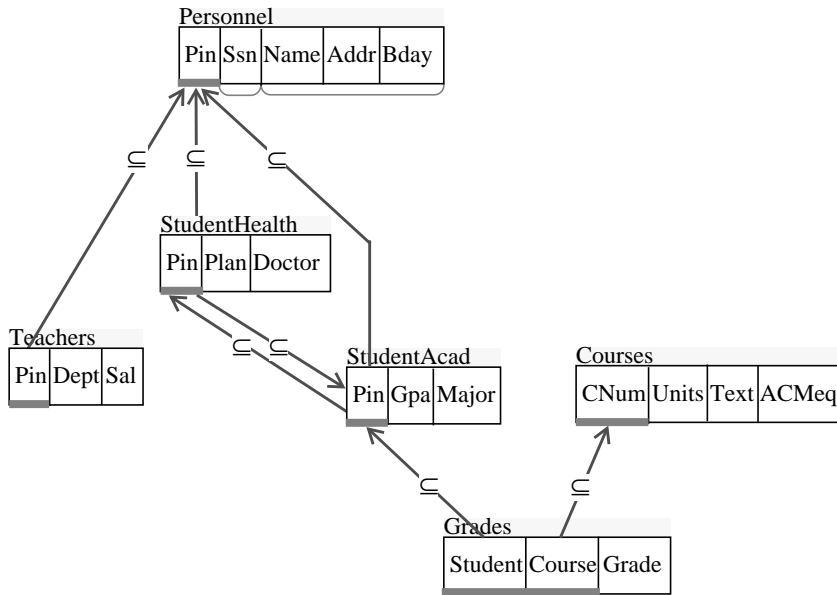 Personnel
Pin Ssn Name Addr Bday
⊆ ⊆ ⊆
StudentHealth
Pin Plan Doctor
Teachers
Pin Dept Sal
⊆ ⊆
StudentAcad
Pin Gpa Major
Courses
CNum Units Text ACMeq
⊆ ⊆
Grades
Student Course Grade